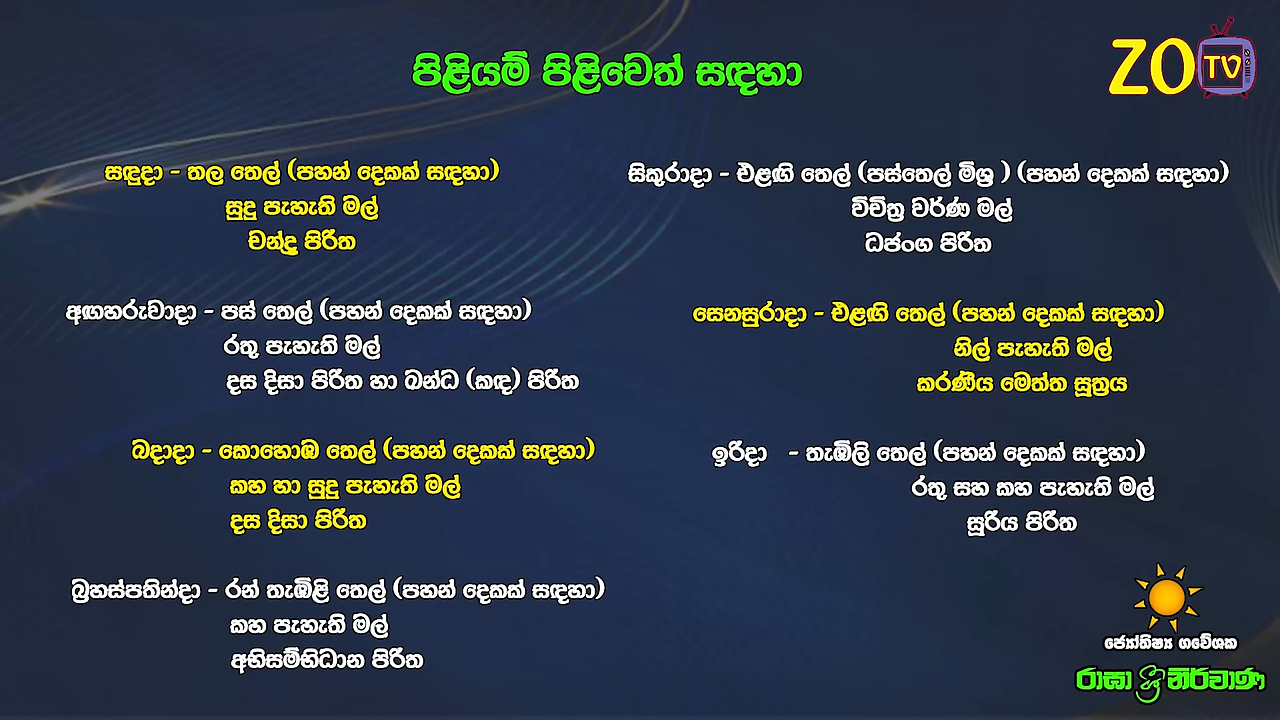 පිළියම් පිළිවෙත් සඳහා
ZO TV
සඳුදා - තල තෙල් (පහන් දෙකක් සඳහා)
සුදු පැහැති මල්
චන්ද්‍ර පිරිත
අඟහරුවාදා - පස් තෙල් (පහන් දෙකක් සඳහා)
රතු පැහැති මල්
දස දිසා පිරිත හා ඛන්ධ (කඳ) පිරිත
බදාදා - කොහොඹ තෙල් (පහන් දෙකක් සඳහා)
කහ හා සුදු පැහැති මල්
දස දිසා පිරිත
බ්‍රහස්පතින්දා - රන් තැඹිළි තෙල් (පහන් දෙකක් සඳහා)
කහ පැහැති මල්
අභිසම්භිධාන පිරිත
සිකුරාදා - එළඟි තෙල් (පස්තෙල් මිශ්‍ර ) (පහන් දෙකක් සඳහා)
විචිත්‍ර වර්ණ මල්
ධජංග පිරිත
සෙනසුරාදා - එළඟි තෙල් (පහන් දෙකක් සඳහා)
නිල් පැහැති මල්
කරණීය මෙත්ත සූත්‍රය
ඉරිදා - තැඹිලි තෙල් (පහන් දෙකක් සඳහා)
රතු සහ කහ පැහැති මල්
සූරිය පිරිත
ජ්‍යෝතිෂ්‍ය ගවේශක
රාඝා ශ්‍රී නිර්වාණ